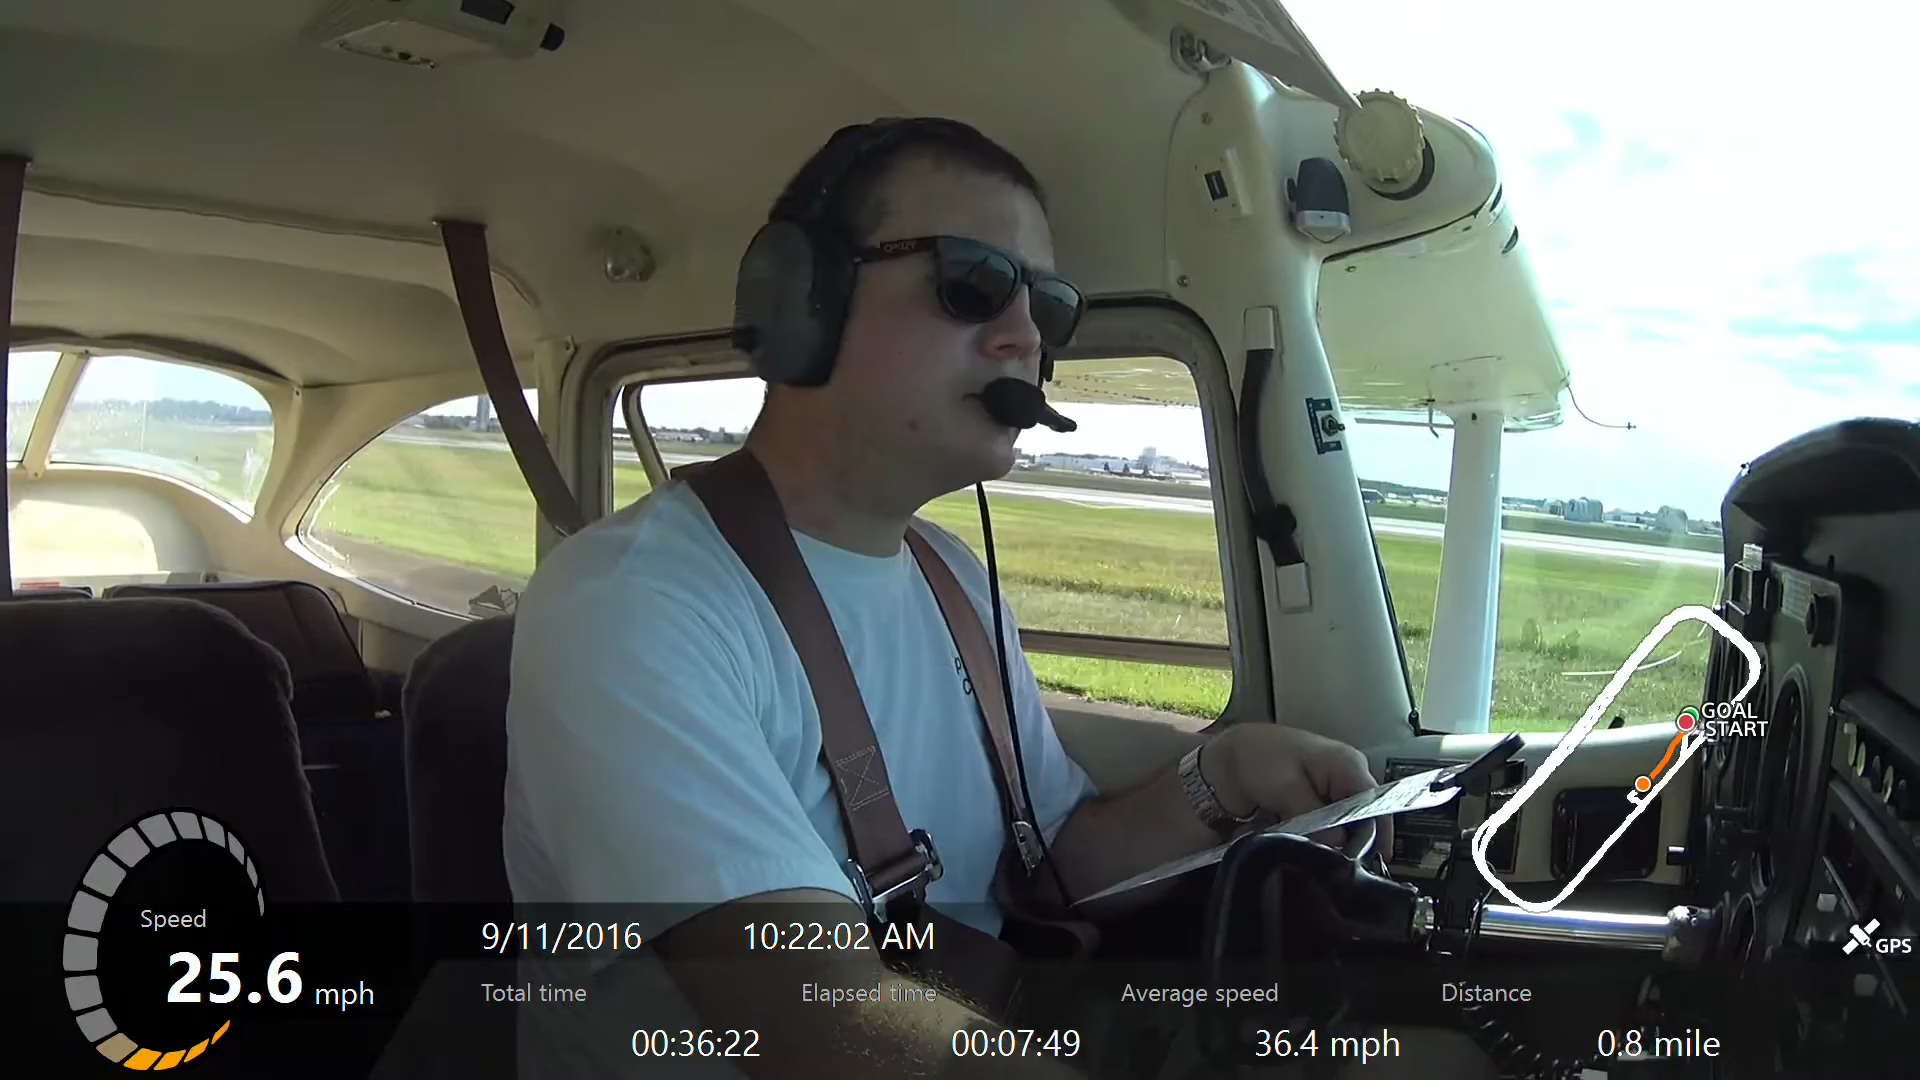 GOAL
START
GPS
Speed
25.6 mph
9/11/2016
10:22:02 AM
Total time
Elapsed time
Average speed
Distance
00:36:22
00:07:49
36.4 mph
0.8 mile